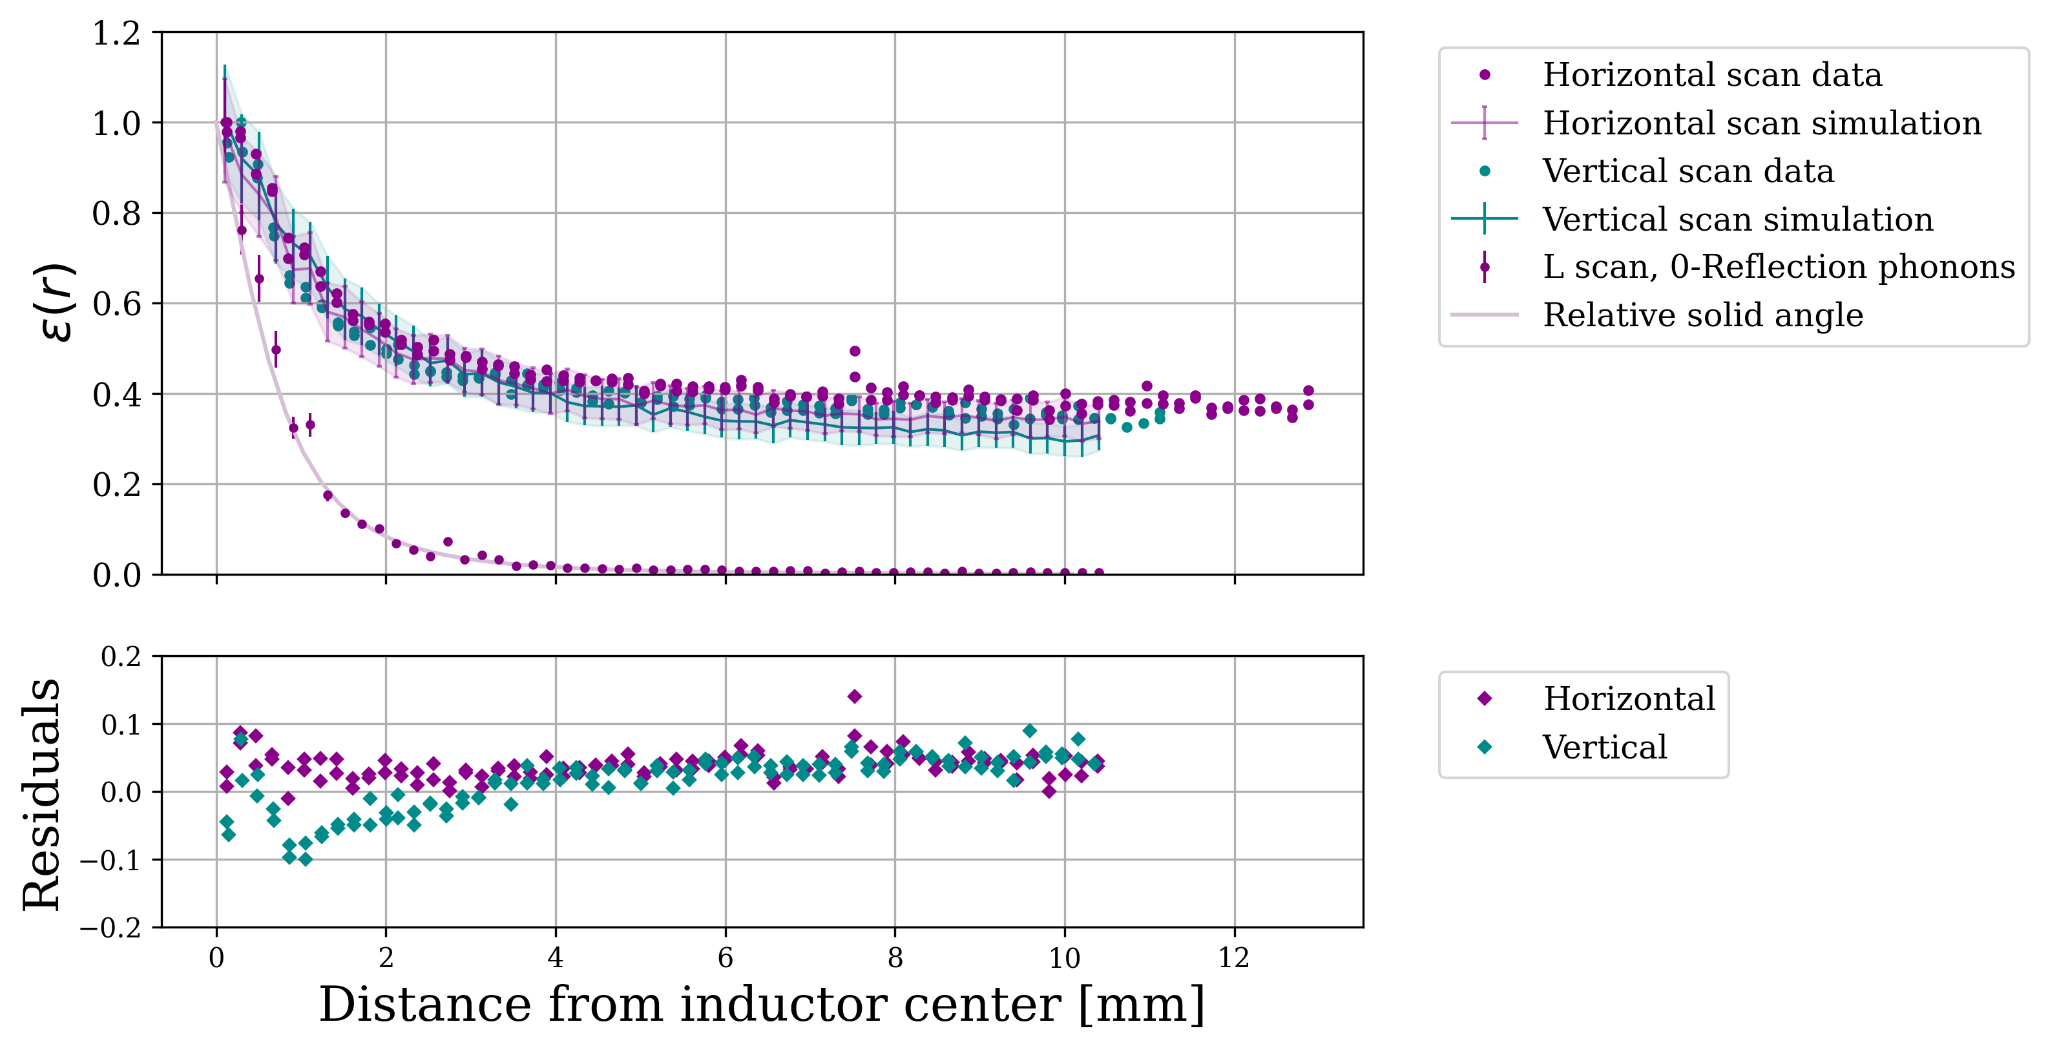 1.2
1.0
0.8
0.6
0.4
0.2
0.0
ε(r)
Horizontal scan data
Horizontal scan simulation
Vertical scan data
Vertical scan simulation
L scan, 0-Reflection phonons
Relative solid angle
0.2
0.1
0.0
−0.1
−0.2
Residuals
Horizontal
Vertical
0 2 4 6 8 10 12
Distance from inductor center [mm]